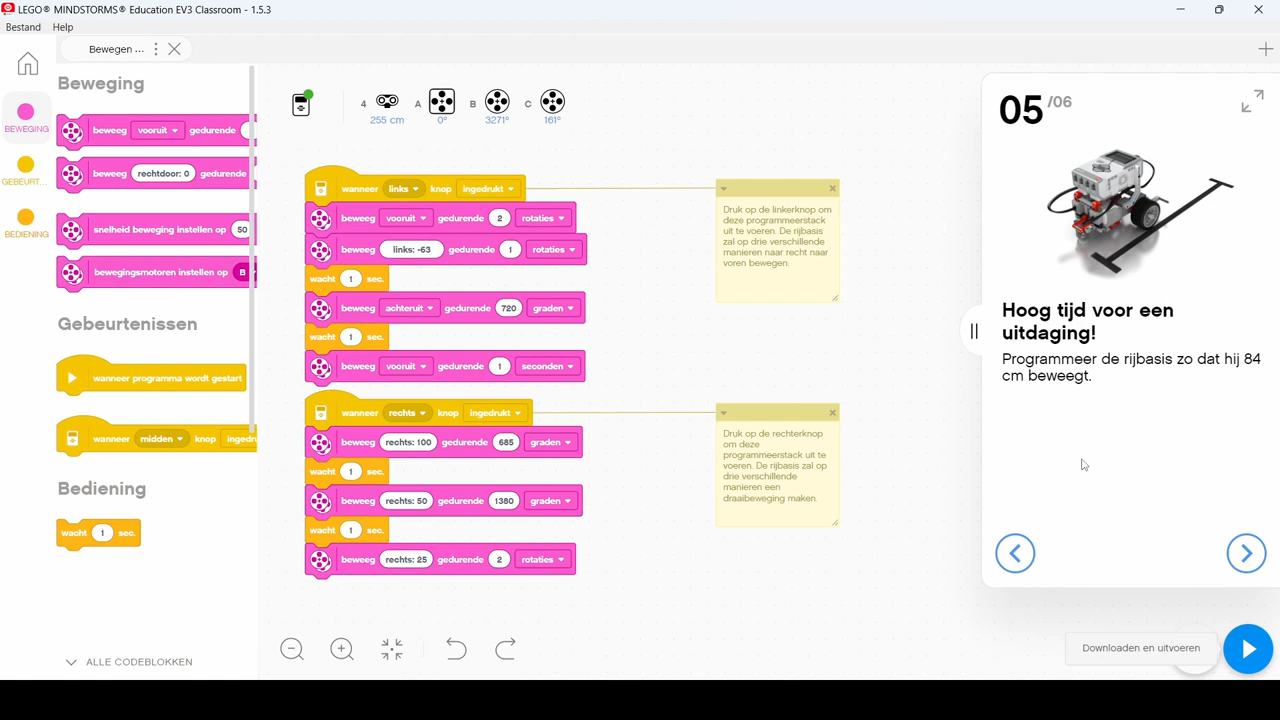 LEGO® MINDSTORMS® Education EV3 Classroom - 1.5.3
Bestand Help
Bewegen ...
BEWEGING
GEBEURT...
BEDIENING
Beweging
beweeg vooruit gedurende
beweeg rechtdoor: 0 gedurende
snelheid beweging instellen op 50
bewegingsmotoren instellen op B
Gebeurtenissen
wanneer programma wordt gestart
wanneer midden knop ingedru
Bediening
wacht 1 sec.
ALLE CODEBLOKKEN
4 A B C
255 cm 0° 3271° 161°
wanneer links knop ingedrukt
beweeg vooruit gedurende 2 rotaties
beweeg links: -63 gedurende 1 rotaties
wacht 1 sec.
beweeg achteruit gedurende 720 graden
wacht 1 sec.
beweeg vooruit gedurende 1 seconden
wanneer rechts knop ingedrukt
beweeg rechts: 100 gedurende 685 graden
wacht 1 sec.
beweeg rechts: 50 gedurende 1380 graden
wacht 1 sec.
beweeg rechts: 25 gedurende 2 rotaties
Druk op de linkerknop om
deze programmeerstack
uit te voeren. De rijbasis
zal op drie verschillende
manieren naar recht naar
voren bewegen.
Druk op de rechterknop
om deze
programmeerstack uit te
voeren. De rijbasis zal op
drie verschillende
manieren een
draaibeweging maken.
05 /06
Hoog tijd voor een
uitdaging!
Programmeer de rijbasis zo dat hij 84
cm beweegt.
Downloaden en uitvoeren